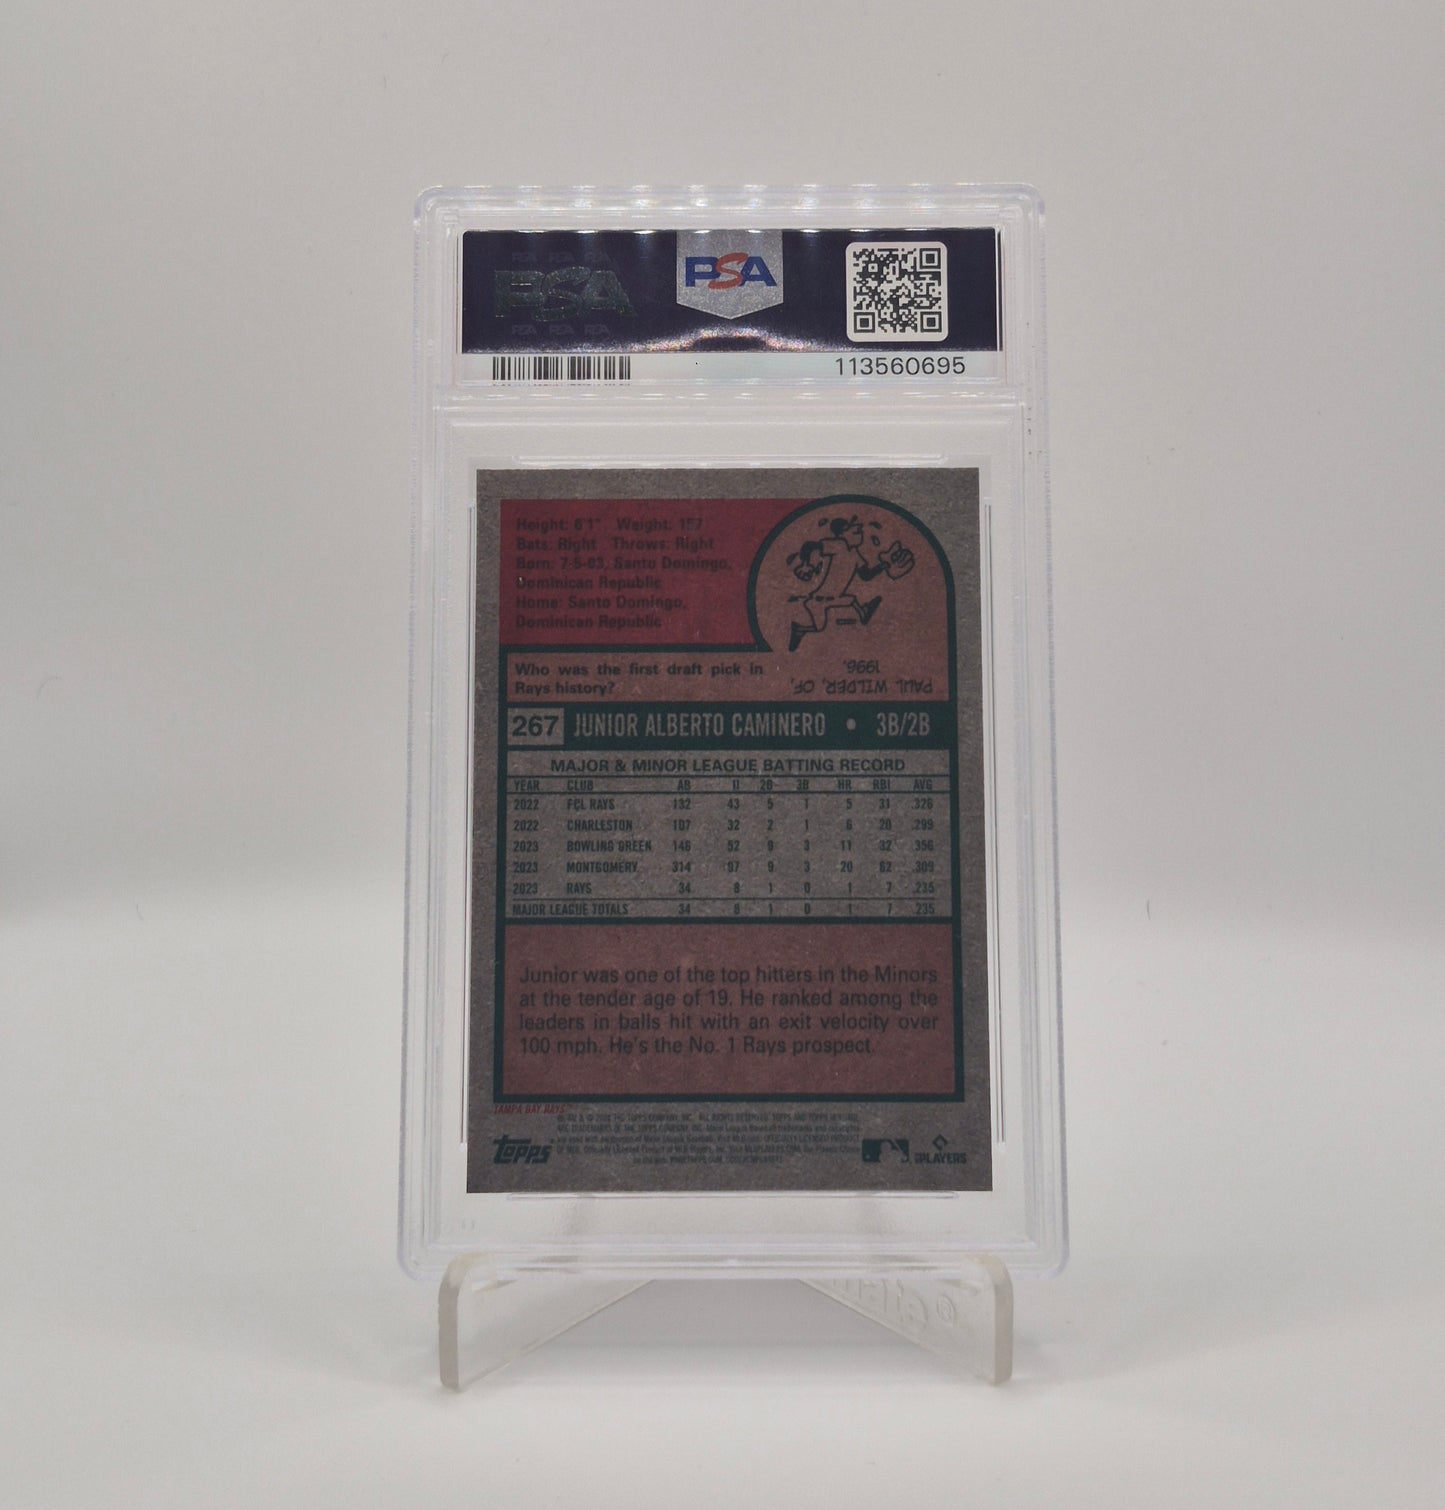 PSA PSA PSA
PSA
PSA PSA PSA
PSA
113560695
Height: 6'1" Weight: 157
Bats: Right Throws: Right
Born: 7-5-03, Santo Domingo,
Dominican Republic
Home: Santo Domingo,
Dominican Republic
Who was the first draft pick in
Rays history?
PAUL WILDER, OF,
1996.
267 JUNIOR ALBERTO CAMINERO • 3B/2B
MAJOR & MINOR LEAGUE BATTING RECORD
YEAR CLUB AB H 2B 3B HR RBI AVG
2022 FCL RAYS 132 43 5 1 5 31 .326
2022 CHARLESTON 107 32 2 1 6 20 .299
2023 BOWLING GREEN 146 52 9 3 11 32 .356
2023 MONTGOMERY 314 97 9 3 20 62 .309
2023 RAYS 34 8 1 0 1 7 .235
MAJOR LEAGUE TOTALS 34 8 1 0 1 7 .235
Junior was one of the top hitters in the Minors
at the tender age of 19. He ranked among the
leaders in balls hit with an exit velocity over
100 mph. He's the No. 1 Rays prospect.
TAMPA BAY RAYS™
topps
PLAYERS